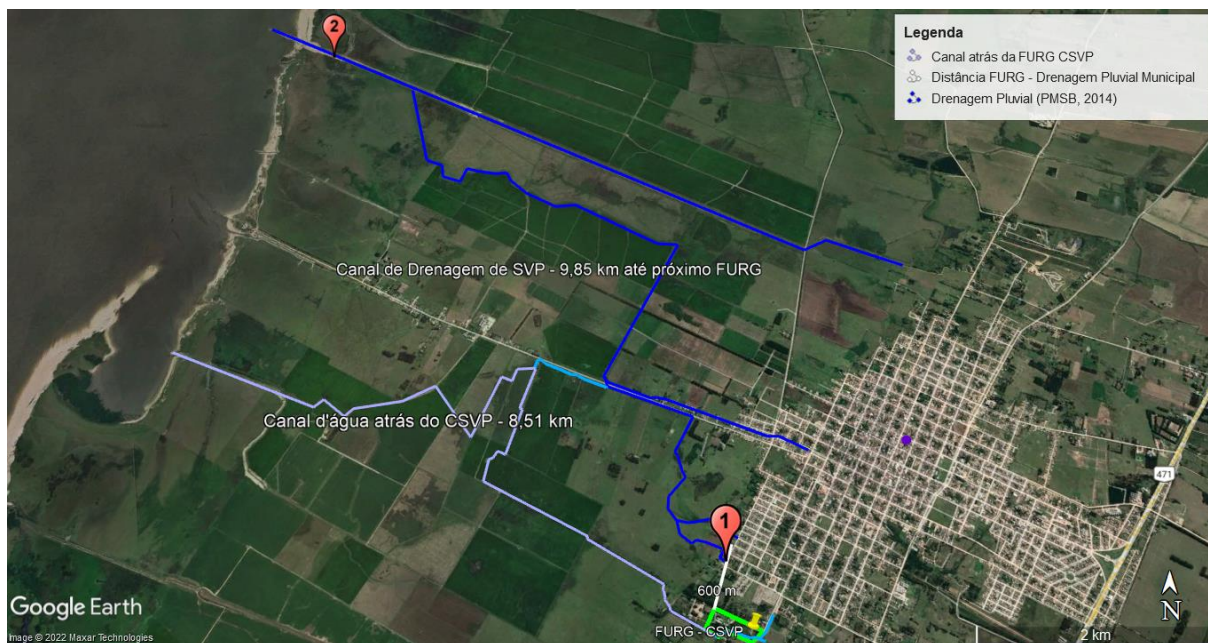 2
Legenda
Canal atrás da FURG CSVP
Distância FURG - Drenagem Pluvial Municipal
Drenagem Pluvial (PMSB, 2014)
Canal de Drenagem de SVP - 9,85 km até próximo FURG
Canal d'água atrás do CSVP - 8,51 km
471
1
600 m
Google Earth
N
FURG - CSVP
2 km
Image © 2022 Maxar Technologies